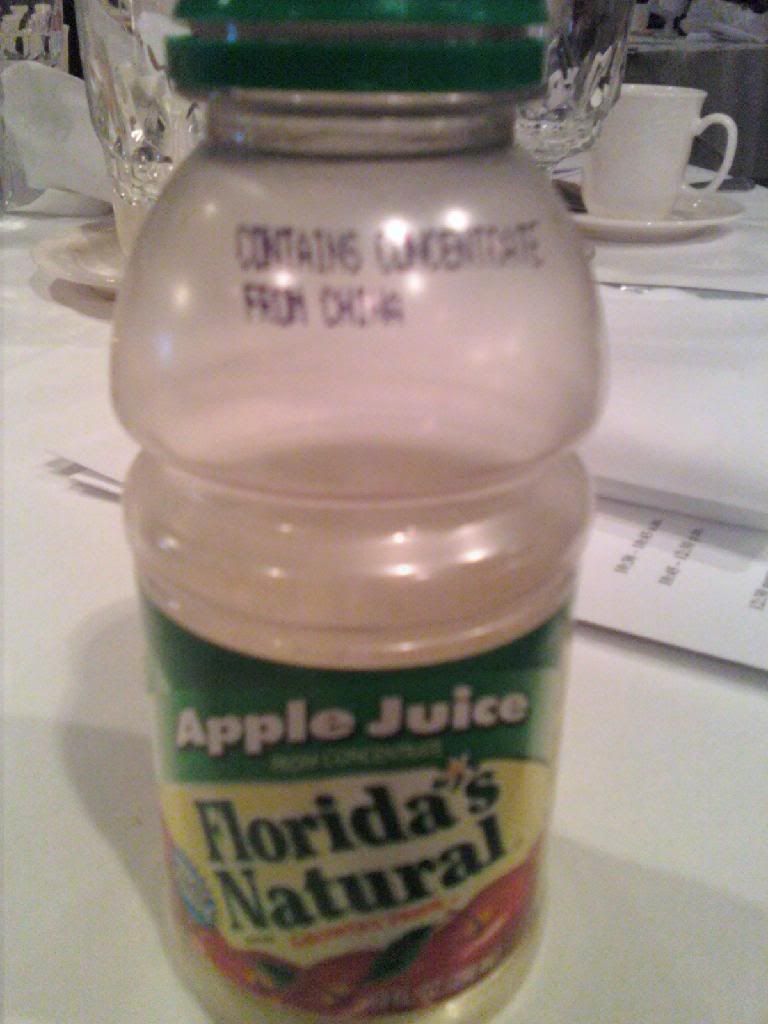 CONTAINS CONCENTRATE
FROM CHINA
Apple Juice
FROM CONCENTRATE
Florida's
Natural